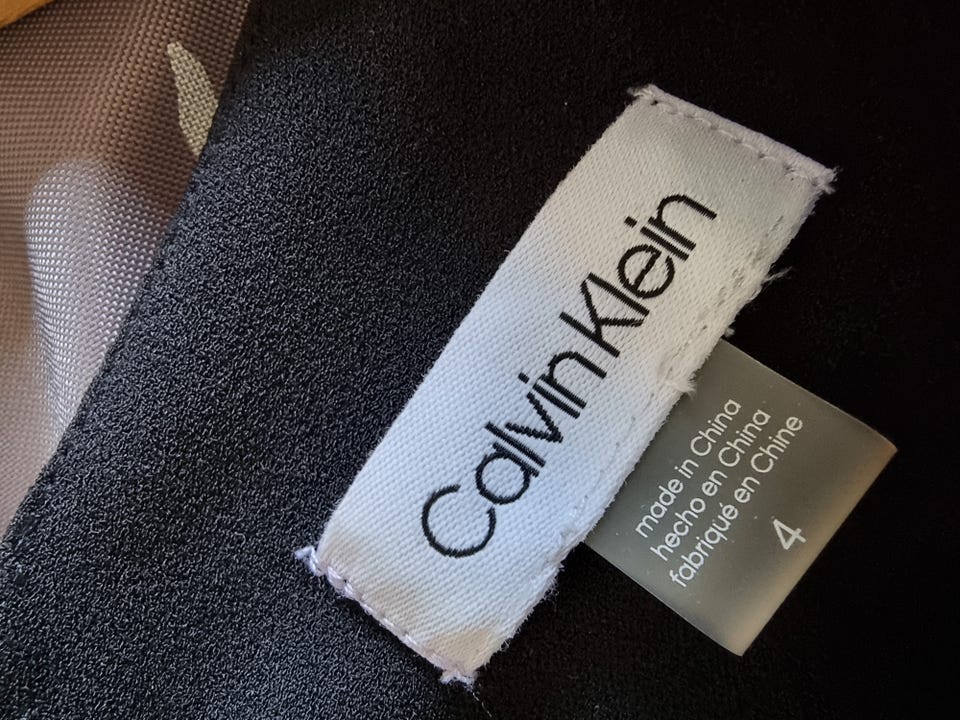 Calvin Klein
made in China
hecho en China
fabriqué en Chine
4